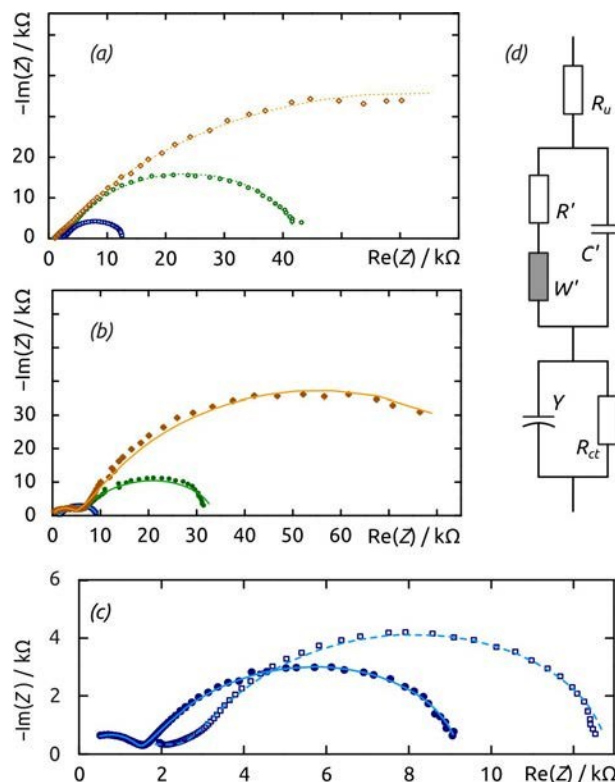 (a)
−Im(Z) / kΩ
20
10
0
0 10 20 30 40
Re(Z) / kΩ
(b)
−Im(Z) / kΩ
30
20
10
0
0 10 20 30 40 50 60 Re(Z) / kΩ
(d)
R_u
R'
C'
W'
Y
R_ct
(c)
−Im(Z) / kΩ
6
4
2
0
0 2 4 6 8 10 Re(Z) / kΩ